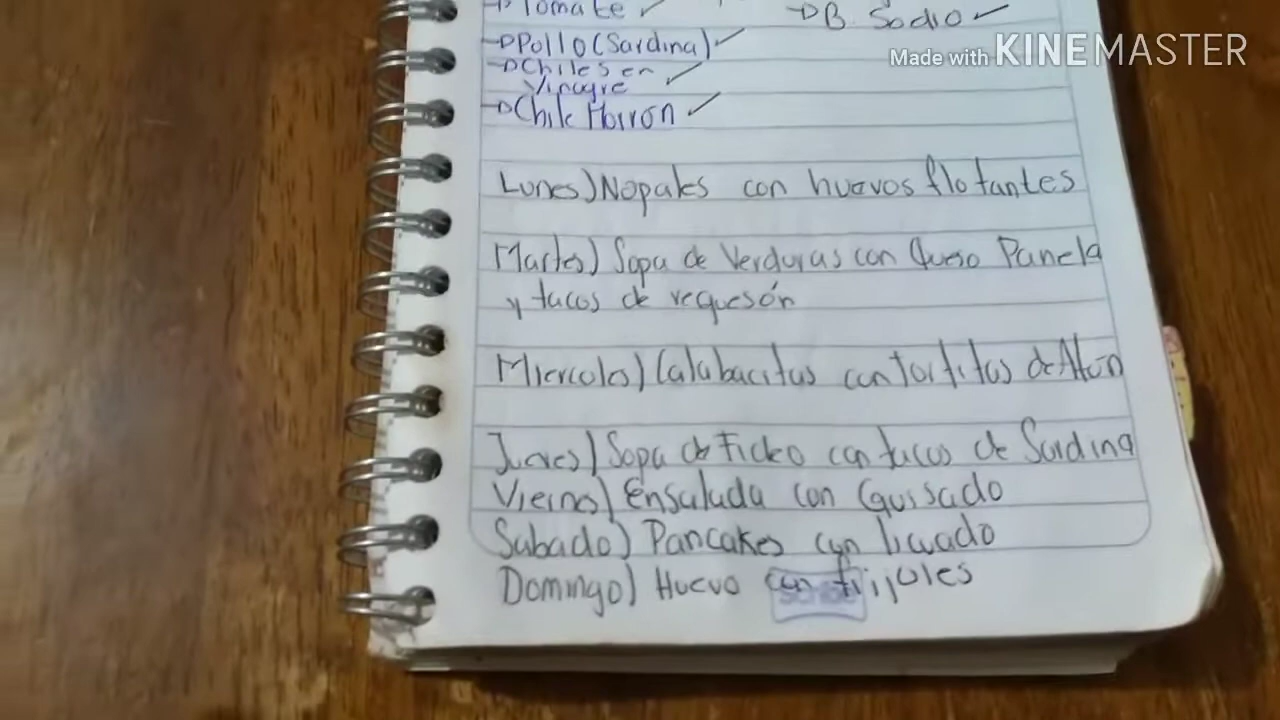 →Tomate ✓
→B. Sodio ✓
Made with KINEMASTER
→Pollo (Sardina) ✓
→Chiles en ✓
Vinagre
→Chile Morrón ✓
Lunes) Nopales con huevos flotantes
Martes) Sopa de Verduras con Queso Panela
y tacos de requesón
Miercoles) Calabacitas con tortitas de Atún
Jueves) Sopa de Fideo con tacos de Sardina
Viernes) Ensalada con Guisado
Sabado) Pancakes con licuado
Domingo) Huevo con frijoles